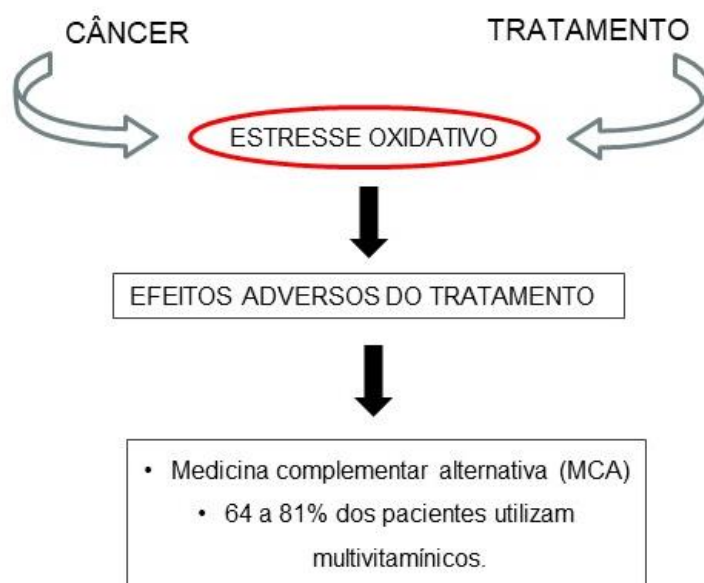 CÂNCER
TRATAMENTO
ESTRESSE OXIDATIVO
EFEITOS ADVERSOS DO TRATAMENTO
• Medicina complementar alternativa (MCA)
• 64 a 81% dos pacientes utilizam
multivitamínicos.